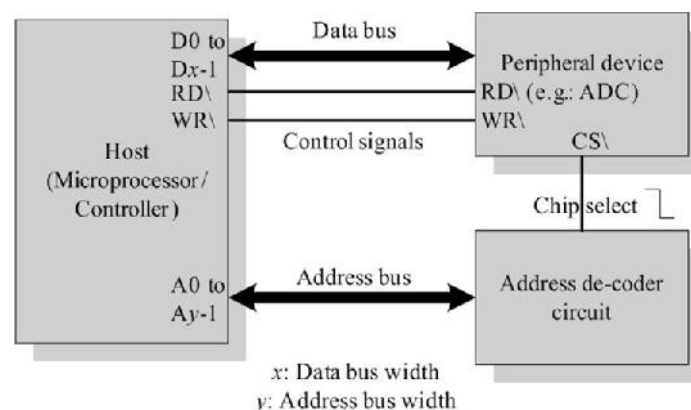 D0 to
Dx-1
RD\
WR\
Host
(Microprocessor/
Controller)
A0 to
Ay-1
Data bus
Control signals
Address bus
Peripheral device
RD\ (e.g.: ADC)
WR\
CS\
Chip select
Address de-coder
circuit
x: Data bus width
y: Address bus width